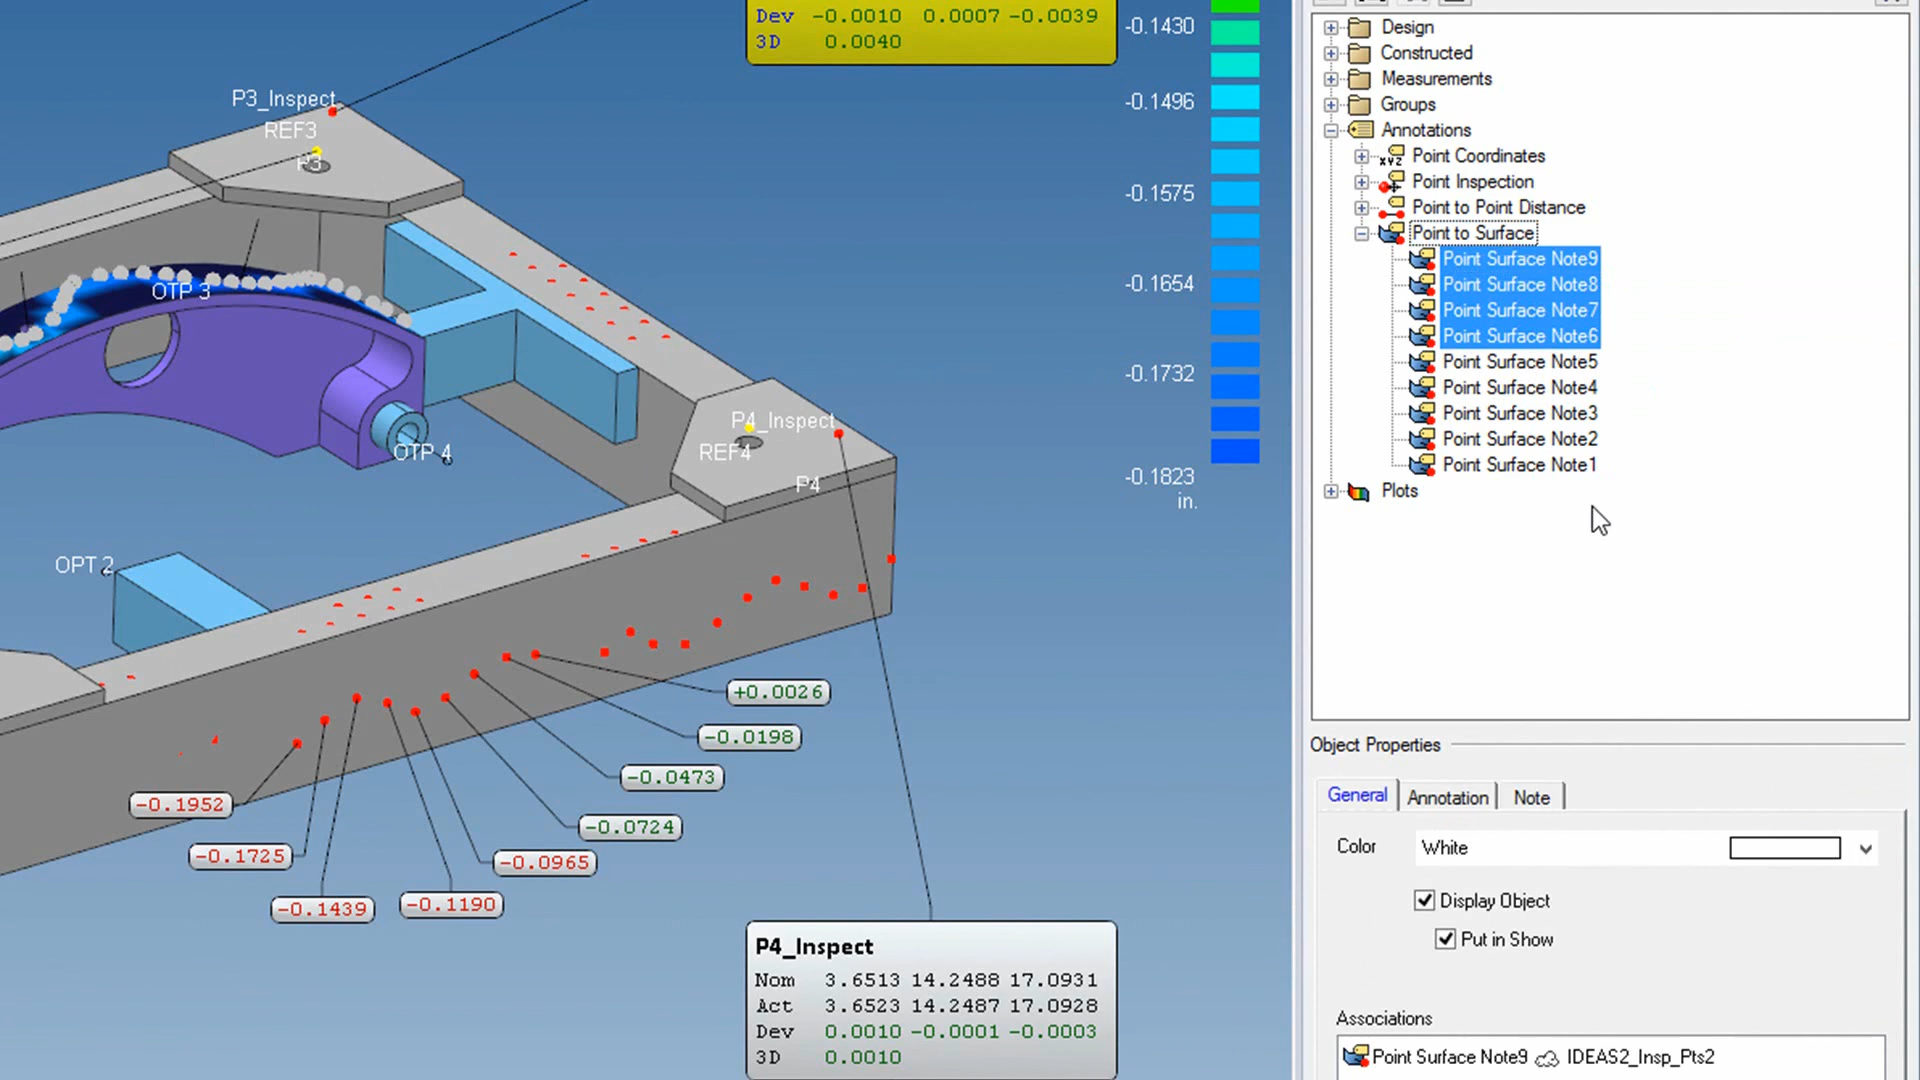 Dev -0.0010 0.0007 -0.0039
3D 0.0040
-0.1430
-0.1496
-0.1575
-0.1654
-0.1732
-0.1823
in.
P3_Inspect
REF3
P3
OTP 3
OTP 4
P4_Inspect
REF4
P4
OPT 2
+0.0026
-0.0198
-0.0473
-0.0724
-0.0965
-0.1190
-0.1439
-0.1725
-0.1952
P4_Inspect
Nom 3.6513 14.2488 17.0931
Act 3.6523 14.2487 17.0928
Dev 0.0010 -0.0001 -0.0003
3D 0.0010
Design
Constructed
Measurements
Groups
Annotations
XYZ Point Coordinates
Point Inspection
Point to Point Distance
Point to Surface
Point Surface Note9
Point Surface Note8
Point Surface Note7
Point Surface Note6
Point Surface Note5
Point Surface Note4
Point Surface Note3
Point Surface Note2
Point Surface Note1
Plots
Object Properties
General Annotation Note
Color White
Display Object
Put in Show
Associations
Point Surface Note9 IDEAS2_Insp_Pts2